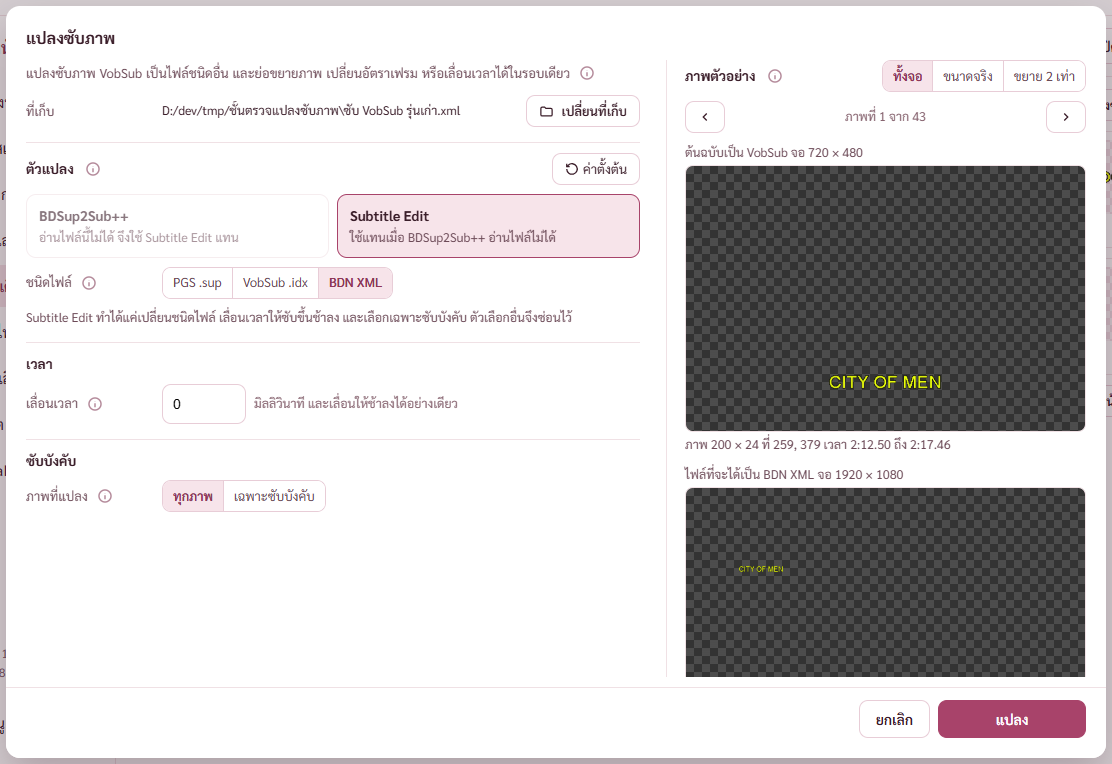 แปลงซับภาพ
แปลงซับภาพ VobSub เป็นไฟล์ชนิดอื่น และย่อขยายภาพ เปลี่ยนอัตราเฟรม หรือเลื่อนเวลาได้ในรอบเดียว
ที่เก็บ
D:/dev/tmp/ชั้นตรวจแปลงซับภาพ\ซับ VobSub รุ่นเก่า.xml
เปลี่ยนที่เก็บ
ตัวแปลง
ค่าตั้งต้น
BDSup2Sub++
อ่านไฟล์นี้ไม่ได้ จึงใช้ Subtitle Edit แทน
Subtitle Edit
ใช้แทนเมื่อ BDSup2Sub++ อ่านไฟล์ไม่ได้
ชนิดไฟล์
PGS .sup
VobSub .idx
BDN XML
Subtitle Edit ทำได้แค่เปลี่ยนชนิดไฟล์ เลื่อนเวลาให้ซับขึ้นช้าลง และเลือกเฉพาะซับบังคับ ตัวเลือกอื่นจึงซ่อนไว้
เวลา
เลื่อนเวลา
0
มิลลิวินาที และเลื่อนให้ช้าลงได้อย่างเดียว
ซับบังคับ
ภาพที่แปลง
ทุกภาพ
เฉพาะซับบังคับ
ภาพตัวอย่าง
ทั้งจอ
ขนาดจริง
ขยาย 2 เท่า
ภาพที่ 1 จาก 43
ต้นฉบับเป็น VobSub จอ 720 × 480
CITY OF MEN
ภาพ 200 × 24 ที่ 259, 379 เวลา 2:12.50 ถึง 2:17.46
ไฟล์ที่จะได้เป็น BDN XML จอ 1920 × 1080
CITY OF MEN
ยกเลิก
แปลง